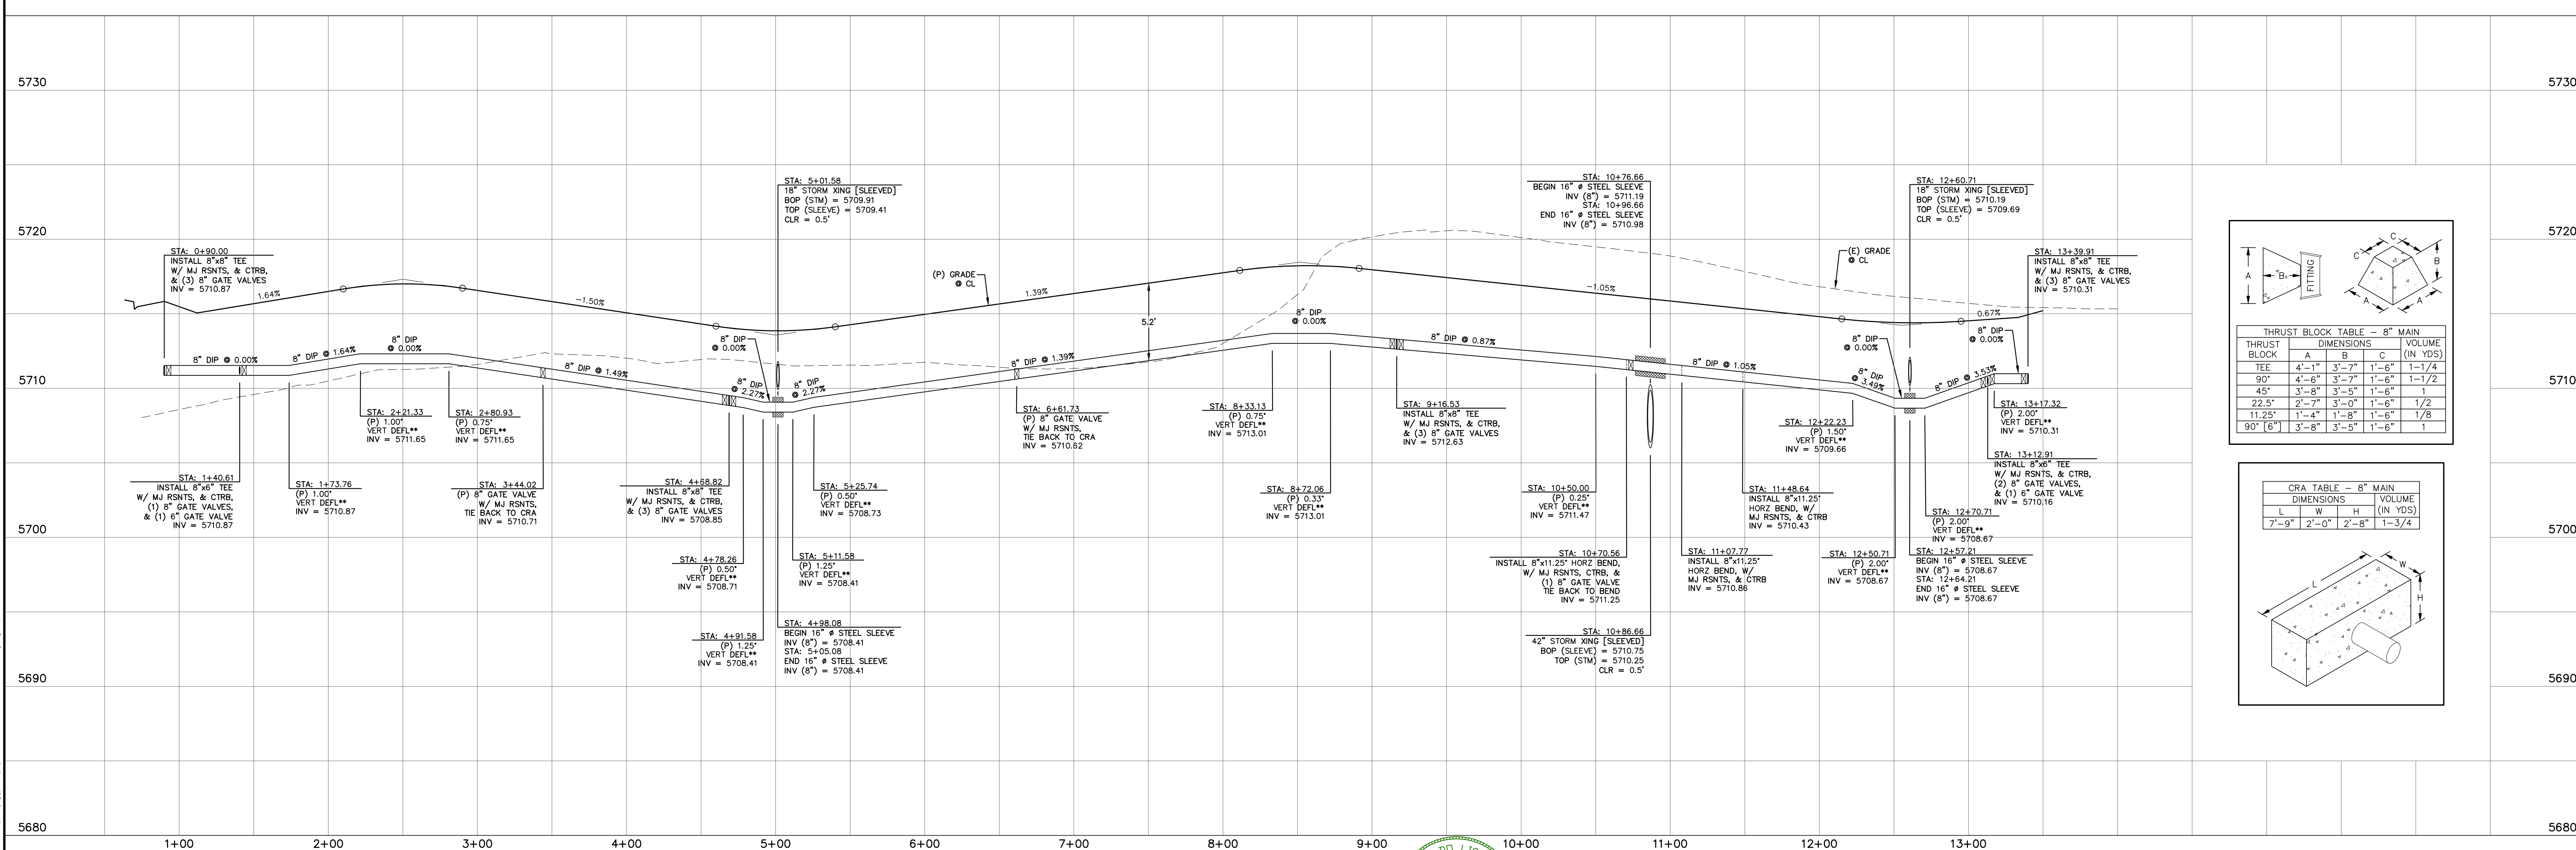 5730
5720
5710
5700
5690
5680
5730
5720
5710
5700
5690
5680
1+00
2+00
3+00
4+00
5+00
6+00
7+00
8+00
9+00
10+00
11+00
12+00
13+00
STA: 0+90.00
INSTALL 8"x8" TEE
W/ MJ RSNTS, & CTRB,
& (3) 8" GATE VALVES
INV = 5710.87
1.64%
-1.50%
1.39%
-1.05%
0.67%
(P) GRADE
@ CL
(E) GRADE
@ CL
5.2'
8" DIP @ 0.00%
8" DIP @ 1.64%
8" DIP
@ 0.00%
8" DIP @ 1.49%
8" DIP
@ 2.27%
8" DIP
@ 0.00%
8" DIP
@ 2.27%
8" DIP @ 1.39%
8" DIP
@ 0.00%
8" DIP @ 0.87%
8" DIP @ 1.05%
8" DIP
@ 3.49%
8" DIP
@ 0.00%
8" DIP @ 3.53%
8" DIP
@ 0.00%
STA: 1+40.61
INSTALL 8"x6" TEE
W/ MJ RSNTS, & CTRB,
(1) 8" GATE VALVES,
& (1) 6" GATE VALVE
INV = 5710.87
STA: 1+73.76
(P) 1.00°
VERT DEFL**
INV = 5710.87
STA: 2+21.33
(P) 1.00°
VERT DEFL**
INV = 5711.65
STA: 2+80.93
(P) 0.75°
VERT DEFL**
INV = 5711.65
STA: 3+44.02
(P) 8" GATE VALVE
W/ MJ RSNTS,
TIE BACK TO CRA
INV = 5710.71
STA: 4+68.82
INSTALL 8"x8" TEE
W/ MJ RSNTS, & CTRB,
& (3) 8" GATE VALVES
INV = 5708.85
STA: 4+78.26
(P) 0.50°
VERT DEFL**
INV = 5708.71
STA: 4+91.58
(P) 1.25°
VERT DEFL**
INV = 5708.41
STA: 5+01.58
18" STORM XING [SLEEVED]
BOP (STM) = 5709.91
TOP (SLEEVE) = 5709.41
CLR = 0.5'
STA: 4+98.08
BEGIN 16" ø STEEL SLEEVE
INV (8") = 5708.41
STA: 5+05.08
END 16" ø STEEL SLEEVE
INV (8") = 5708.41
STA: 5+11.58
(P) 1.25°
VERT DEFL**
INV = 5708.41
STA: 5+25.74
(P) 0.50°
VERT DEFL**
INV = 5708.73
STA: 6+61.73
(P) 8" GATE VALVE
W/ MJ RSNTS,
TIE BACK TO CRA
INV = 5710.62
STA: 8+33.13
(P) 0.75°
VERT DEFL**
INV = 5713.01
STA: 8+72.06
(P) 0.33°
VERT DEFL**
INV = 5713.01
STA: 9+16.53
INSTALL 8"x8" TEE
W/ MJ RSNTS, & CTRB,
& (3) 8" GATE VALVES
INV = 5712.63
STA: 10+50.00
(P) 0.25°
VERT DEFL**
INV = 5711.47
STA: 10+70.56
INSTALL 8"x11.25° HORZ BEND,
W/ MJ RSNTS, CTRB, &
(1) 8" GATE VALVE
TIE BACK TO BEND
INV = 5711.25
STA: 10+76.66
BEGIN 16" ø STEEL SLEEVE
INV (8") = 5711.19
STA: 10+96.66
END 16" ø STEEL SLEEVE
INV (8") = 5710.98
STA: 10+86.66
42" STORM XING [SLEEVED]
BOP (SLEEVE) = 5710.75
TOP (STM) = 5710.25
CLR = 0.5'
STA: 11+07.77
INSTALL 8"x11.25°
HORZ BEND, W/
MJ RSNTS, & CTRB
INV = 5710.86
STA: 11+48.64
INSTALL 8"x11.25°
HORZ BEND, W/
MJ RSNTS, & CTRB
INV = 5710.43
STA: 12+22.23
(P) 1.50°
VERT DEFL**
INV = 5709.66
STA: 12+50.71
(P) 2.00°
VERT DEFL**
INV = 5708.67
STA: 12+60.71
18" STORM XING [SLEEVED]
BOP (STM) = 5710.19
TOP (SLEEVE) = 5709.69
CLR = 0.5'
STA: 12+57.21
BEGIN 16" ø STEEL SLEEVE
INV (8") = 5708.67
STA: 12+64.21
END 16" ø STEEL SLEEVE
INV (8") = 5708.67
STA: 12+70.71
(P) 2.00°
VERT DEFL**
INV = 5708.67
STA: 13+12.91
INSTALL 8"x6" TEE
W/ MJ RSNTS, & CTRB,
(2) 8" GATE VALVES,
& (1) 6" GATE VALVE
INV = 5710.16
STA: 13+17.32
(P) 2.00°
VERT DEFL**
INV = 5710.31
STA: 13+39.91
INSTALL 8"x8" TEE
W/ MJ RSNTS, & CTRB,
& (3) 8" GATE VALVES
INV = 5710.31
A
B
FITTING
C
C
B
A
A
THRUST BLOCK TABLE - 8" MAIN
THRUST BLOCK DIMENSIONS VOLUME (IN YDS)
A B C
TEE 4'-1" 3'-7" 1'-6" 1-1/4
90° 4'-6" 3'-7" 1'-6" 1-1/2
45° 3'-8" 3'-5" 1'-6" 1
22.5° 2'-7" 3'-0" 1'-6" 1/2
11.25° 1'-4" 1'-8" 1'-6" 1/8
90° [6"] 3'-8" 3'-5" 1'-6" 1
CRA TABLE - 8" MAIN
DIMENSIONS VOLUME (IN YDS)
L W H
7'-9" 2'-0" 2'-8" 1-3/4
L
W
H